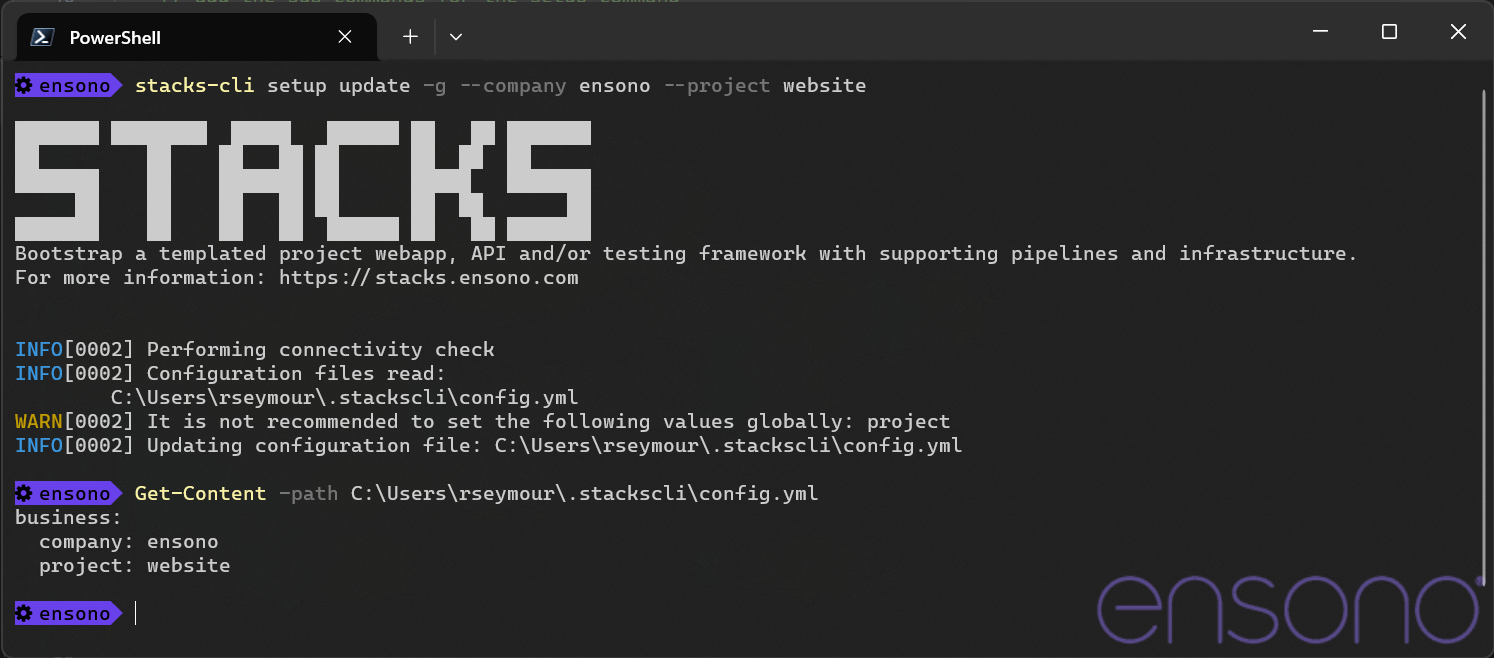 PowerShell
ensono stacks-cli setup update -g --company ensono --project website
STACKS
Bootstrap a templated project webapp, API and/or testing framework with supporting pipelines and infrastructure.
For more information: https://stacks.ensono.com
INFO[0002] Performing connectivity check
INFO[0002] Configuration files read:
C:\Users\rseymour\.stackscli\config.yml
WARN[0002] It is not recommended to set the following values globally: project
INFO[0002] Updating configuration file: C:\Users\rseymour\.stackscli\config.yml
ensono Get-Content -path C:\Users\rseymour\.stackscli\config.yml
business:
company: ensono
project: website
ensono
ensono